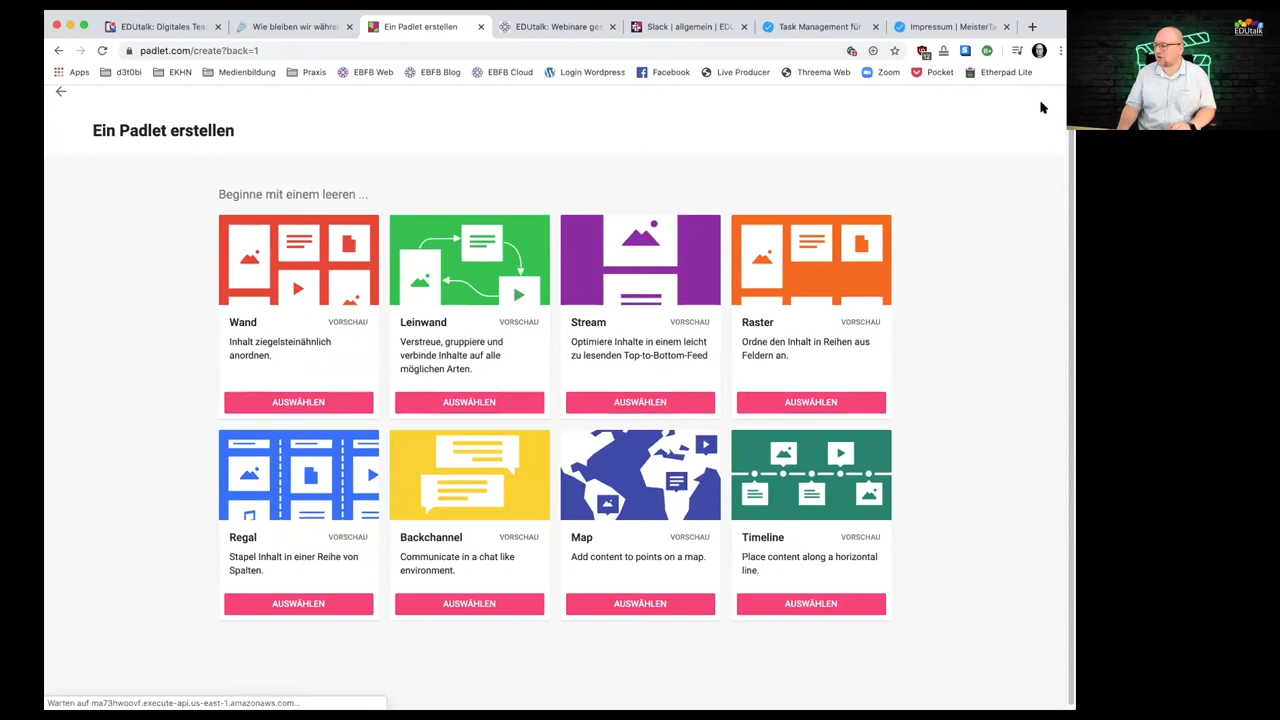 EDUtalk: Digitales Tea
Wie bleiben wir währe
Ein Padlet erstellen
EDUtalk: Webinare ges
Slack | allgemein | EDU
Task Management für
Impressum | MeisterTa
padlet.com/create?back=1
12
Apps
d3t0bi
EKHN
Medienbildung
Praxis
EBFB Web
EBFB Blog
EBFB Cloud
Login Wordpress
Facebook
Live Producer
Threema Web
Zoom
Pocket
Etherpad Lite
EDUtalk
Ein Padlet erstellen
Beginne mit einem leeren ...
Wand VORSCHAU
Inhalt ziegelsteinähnlich
anordnen.
AUSWÄHLEN
Leinwand VORSCHAU
Verstreue, gruppiere und
verbinde Inhalte auf alle
möglichen Arten.
AUSWÄHLEN
Stream VORSCHAU
Optimiere Inhalte in einem leicht
zu lesenden Top-to-Bottom-Feed
AUSWÄHLEN
Raster VORSCHAU
Ordne den Inhalt in Reihen aus
Feldern an.
AUSWÄHLEN
Regal VORSCHAU
Stapel Inhalt in einer Reihe von
Spalten.
AUSWÄHLEN
Backchannel VORSCHAU
Communicate in a chat like
environment.
AUSWÄHLEN
Map VORSCHAU
Add content to points on a map.
AUSWÄHLEN
Timeline VORSCHAU
Place content along a horizontal
line.
AUSWÄHLEN
Warten auf ma73hwoovf.execute-api.us-east-1.amazonaws.com...